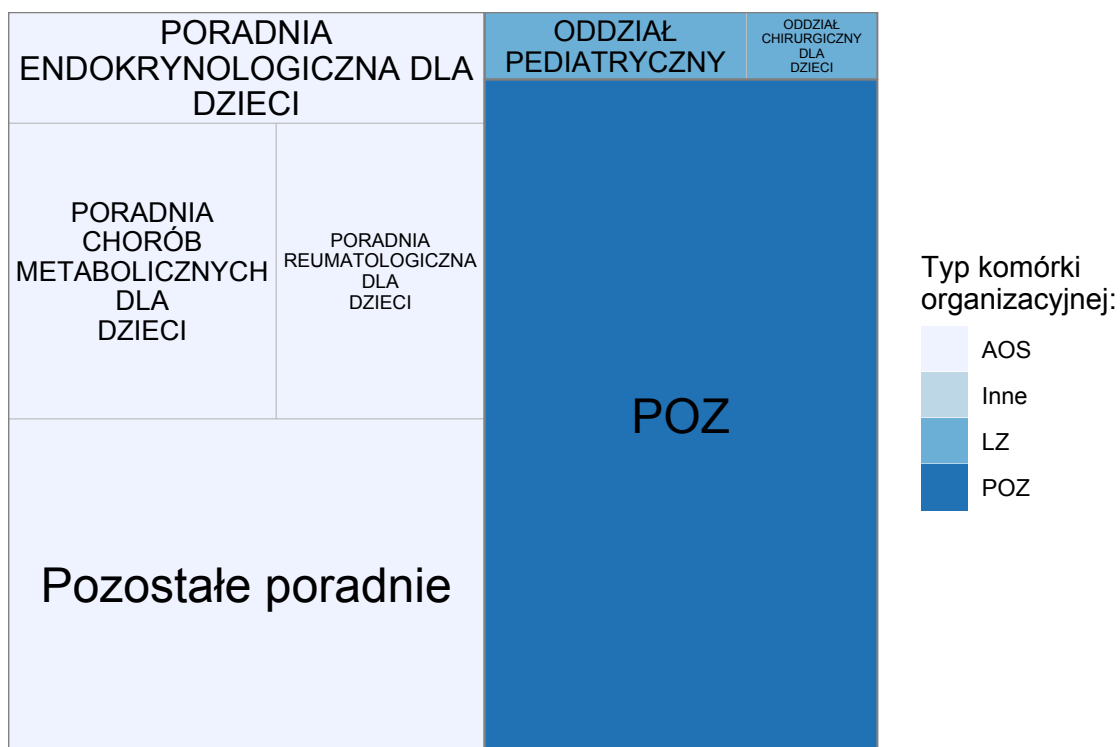 PORADNIA
ENDOKRYNOLOGICZNA DLA
DZIECI
ODDZIAŁ
PEDIATRYCZNY
ODDZIAŁ
CHIRURGICZNY
DLA
DZIECI
PORADNIA
CHORÓB
METABOLICZNYCH
DLA
DZIECI
PORADNIA
REUMATOLOGICZNA
DLA
DZIECI
POZ
Pozostałe poradnie
Typ komórki
organizacyjnej:
AOS
Inne
LZ
POZ